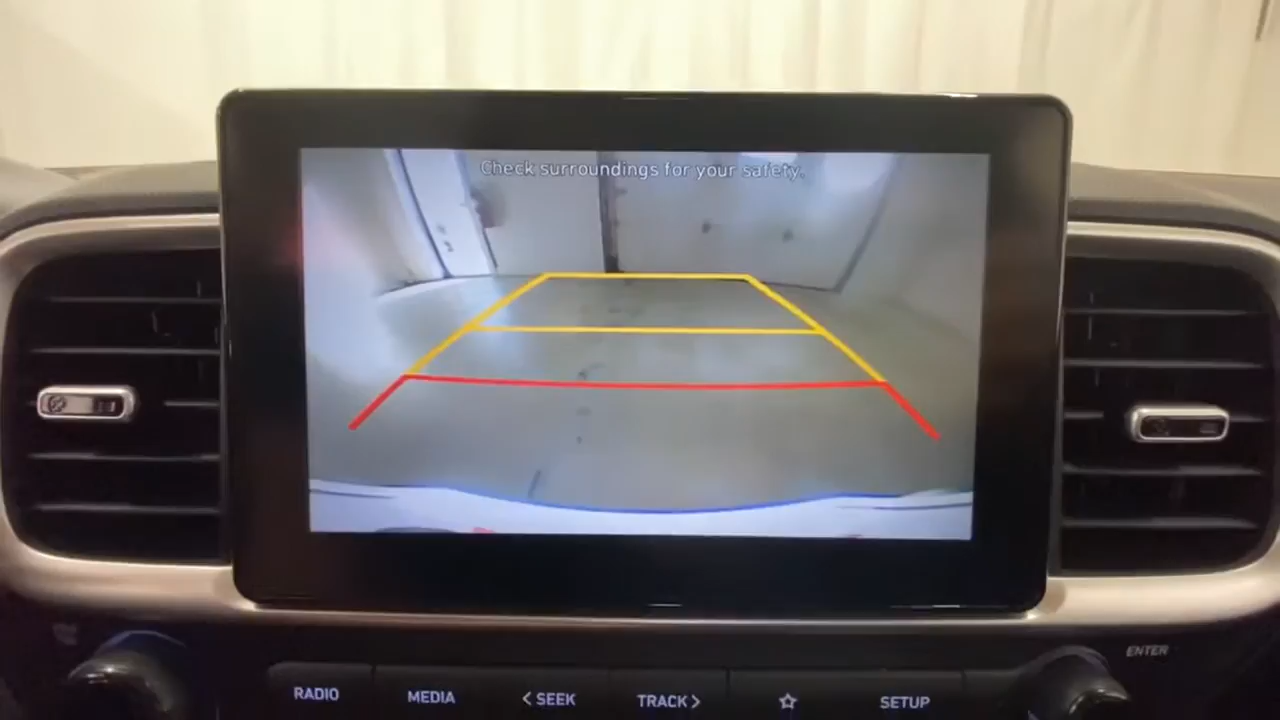 Check surroundings for your safety.
ENTER
RADIO MEDIA < SEEK TRACK > ☆ SETUP